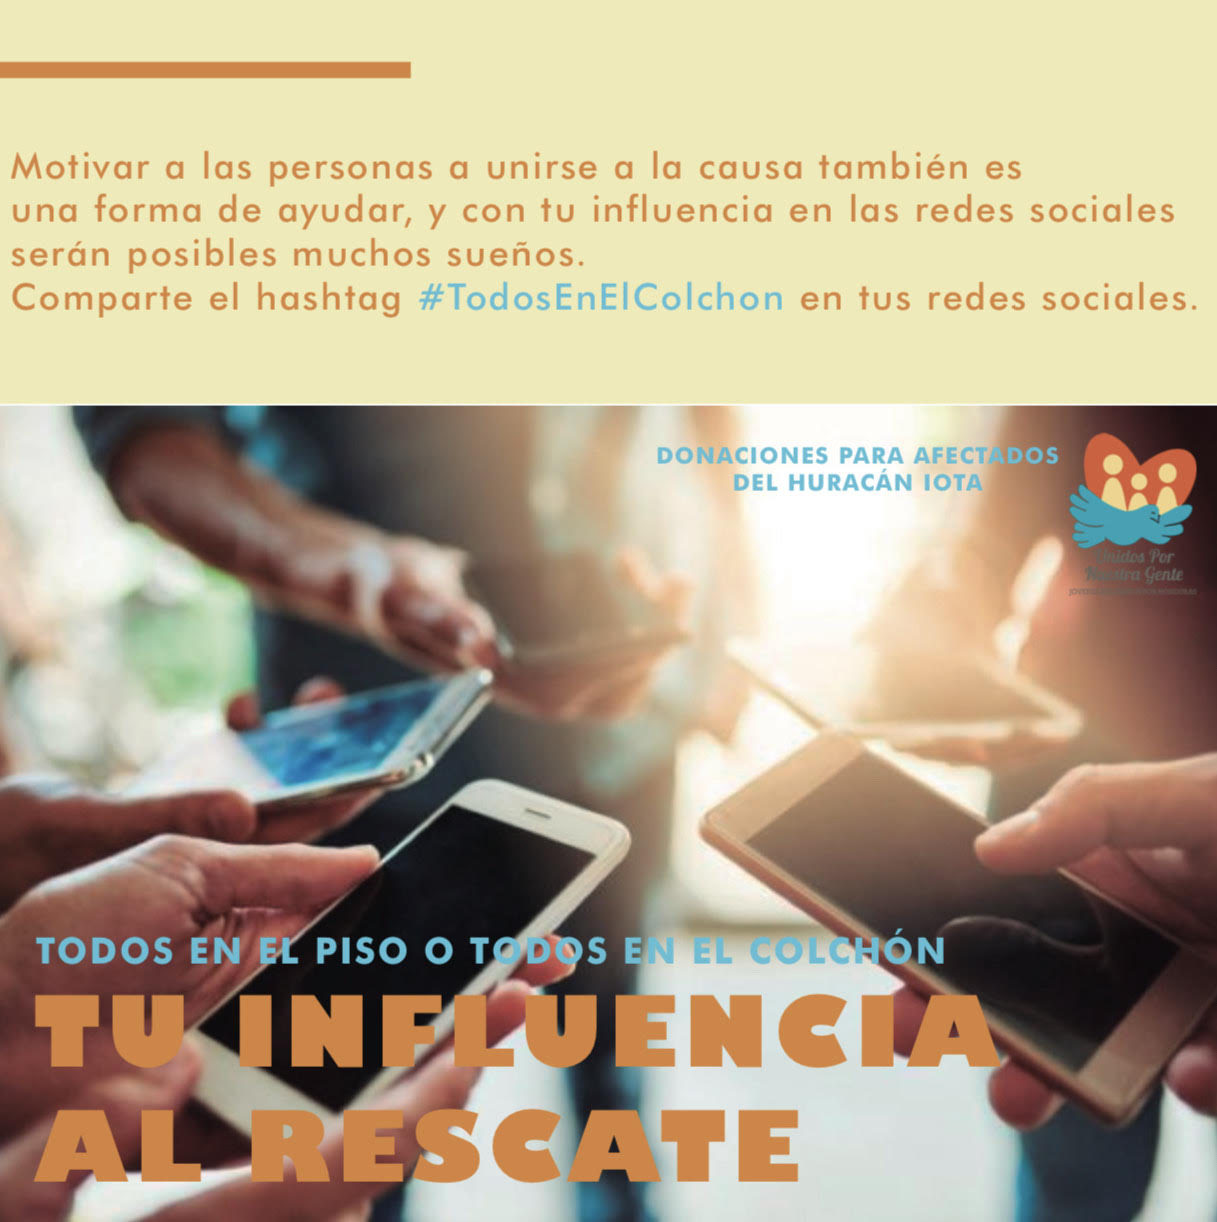 Motivar a las personas a unirse a la causa también es
una forma de ayudar, y con tu influencia en las redes sociales
serán posibles muchos sueños.
Comparte el hashtag #TodosEnElColchon en tus redes sociales.
DONACIONES PARA AFECTADOS
DEL HURACÁN IOTA
Unidos Por
Nuestra Gente
TODOS EN EL PISO O TODOS EN EL COLCHÓN
TU INFLUENCIA
AL RESCATE